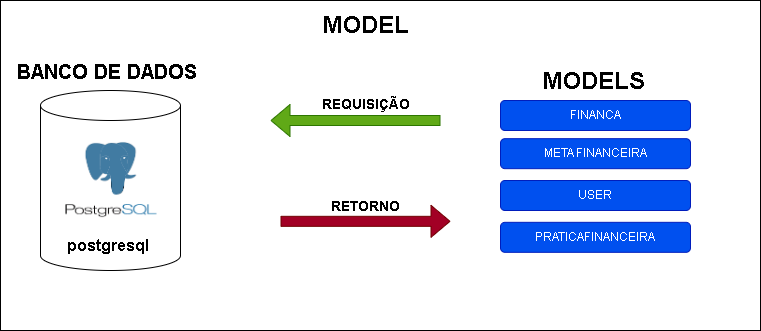 MODEL
BANCO DE DADOS
PostgreSQL
postgresql
REQUISIÇÃO
RETORNO
MODELS
FINANCA
METAFINANCEIRA
USER
PRATICAFINANCEIRA